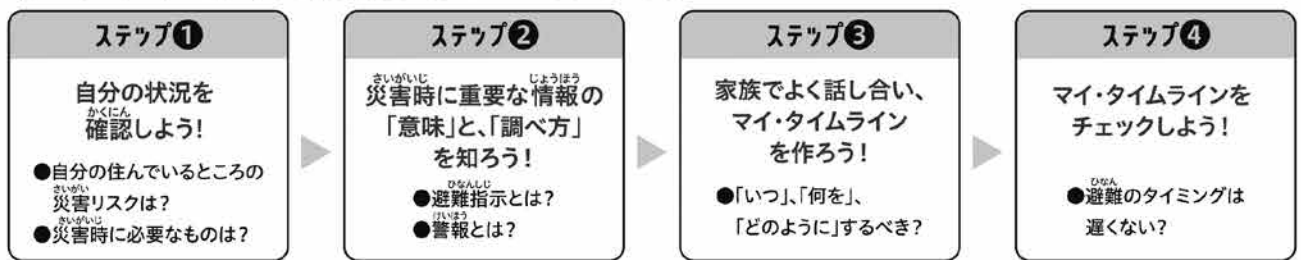 ステップ❶
自分の状況を
確認しよう!
●自分の住んでいるところの
災害リスクは?
●災害時に必要なものは?
ステップ❷
災害時に重要な情報の
「意味」と、「調べ方」
を知ろう!
●避難指示とは?
●警報とは?
ステップ❸
家族でよく話し合い、
マイ・タイムライン
を作ろう!
●「いつ」、「何を」、
「どのように」するべき?
ステップ❹
マイ・タイムラインを
チェックしよう!
●避難のタイミングは
遅くない?